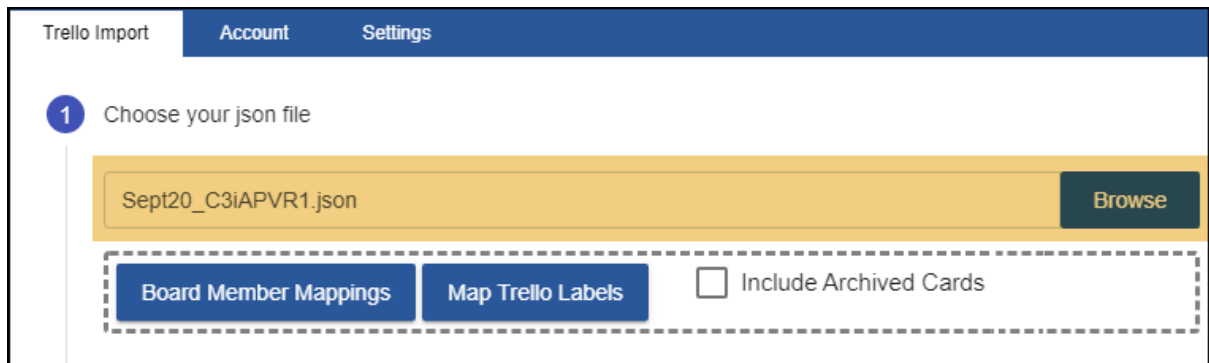 Trello Import Account Settings
1 Choose your json file
Sept20_C3iAPVR1.json Browse
Board Member Mappings Map Trello Labels Include Archived Cards